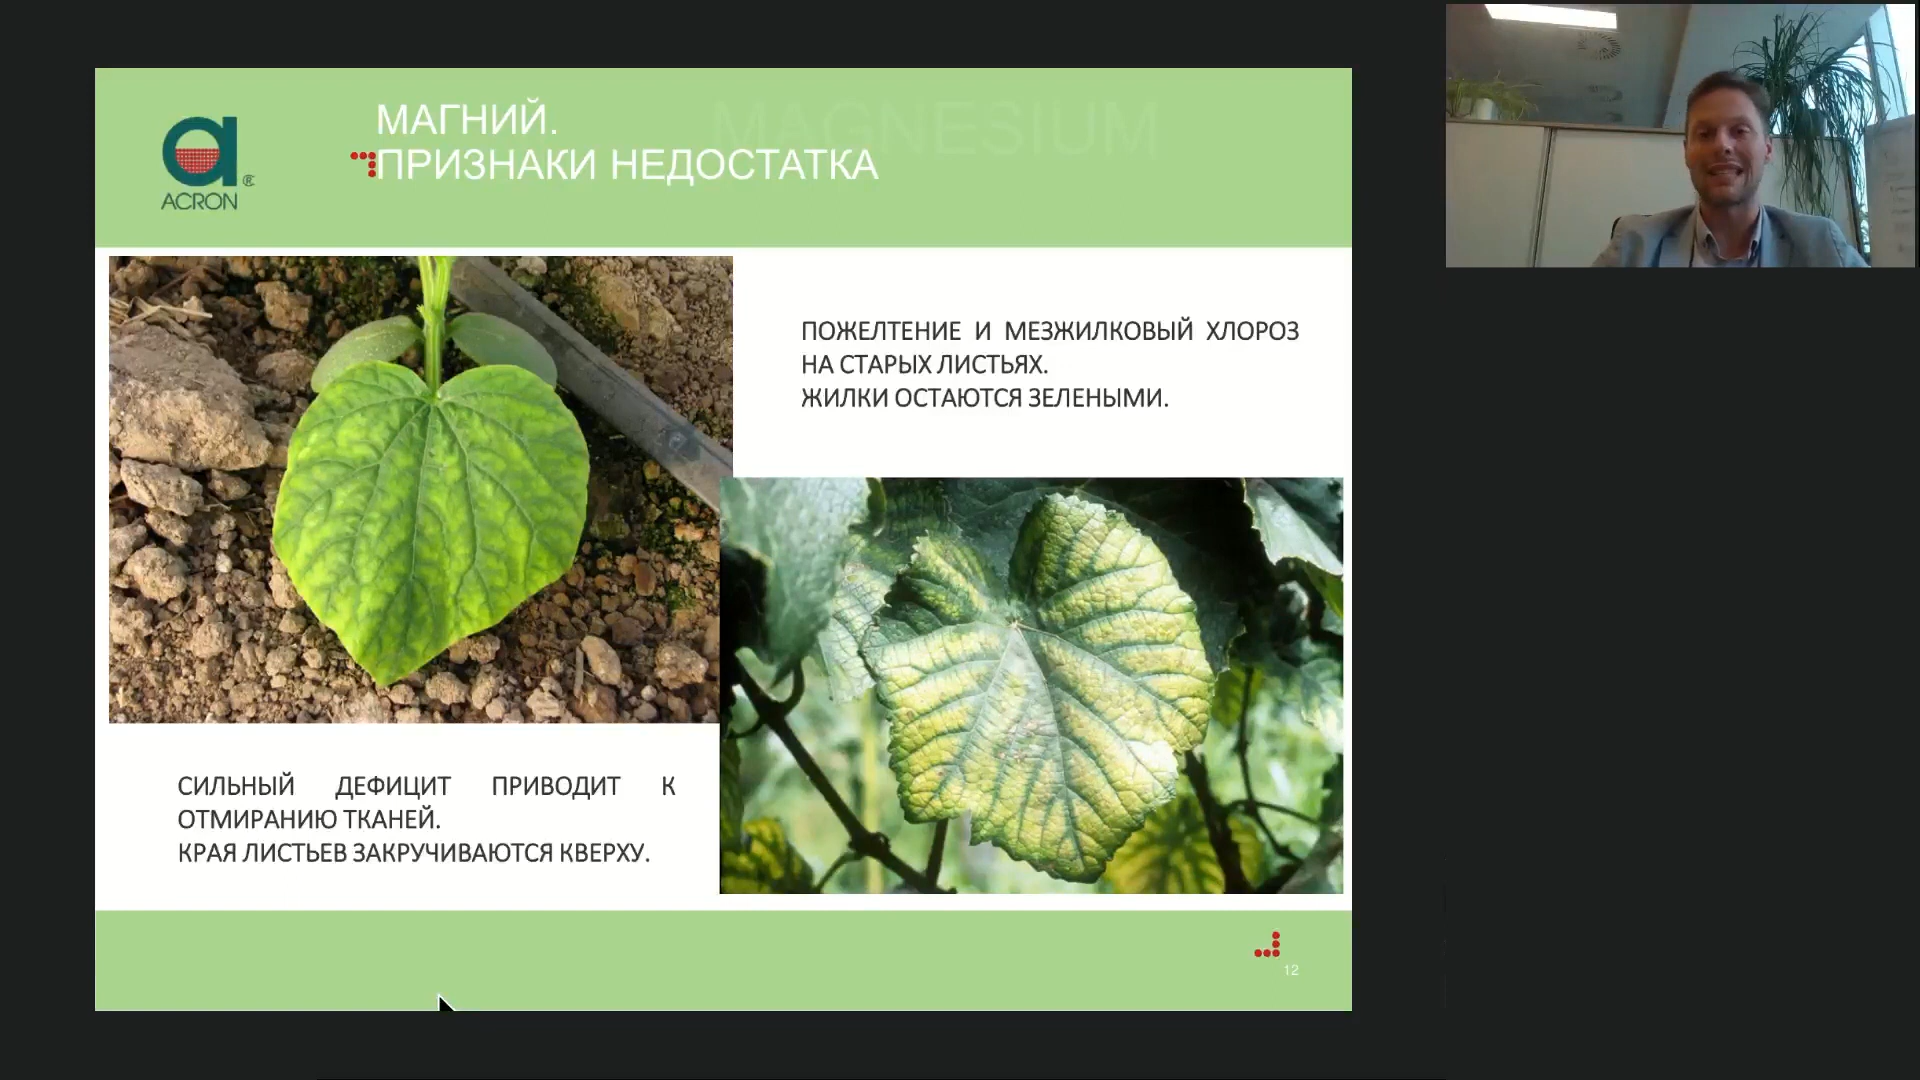 МАГНИЙ.
MAGNESIUM
ПРИЗНАКИ НЕДОСТАТКА
ACRON
®
ПОЖЕЛТЕНИЕ И МЕЗЖИЛКОВЫЙ ХЛОРОЗ
НА СТАРЫХ ЛИСТЬЯХ.
ЖИЛКИ ОСТАЮТСЯ ЗЕЛЕНЫМИ.
СИЛЬНЫЙ ДЕФИЦИТ ПРИВОДИТ К
ОТМИРАНИЮ ТКАНЕЙ.
КРАЯ ЛИСТЬЕВ ЗАКРУЧИВАЮТСЯ КВЕРХУ.
12